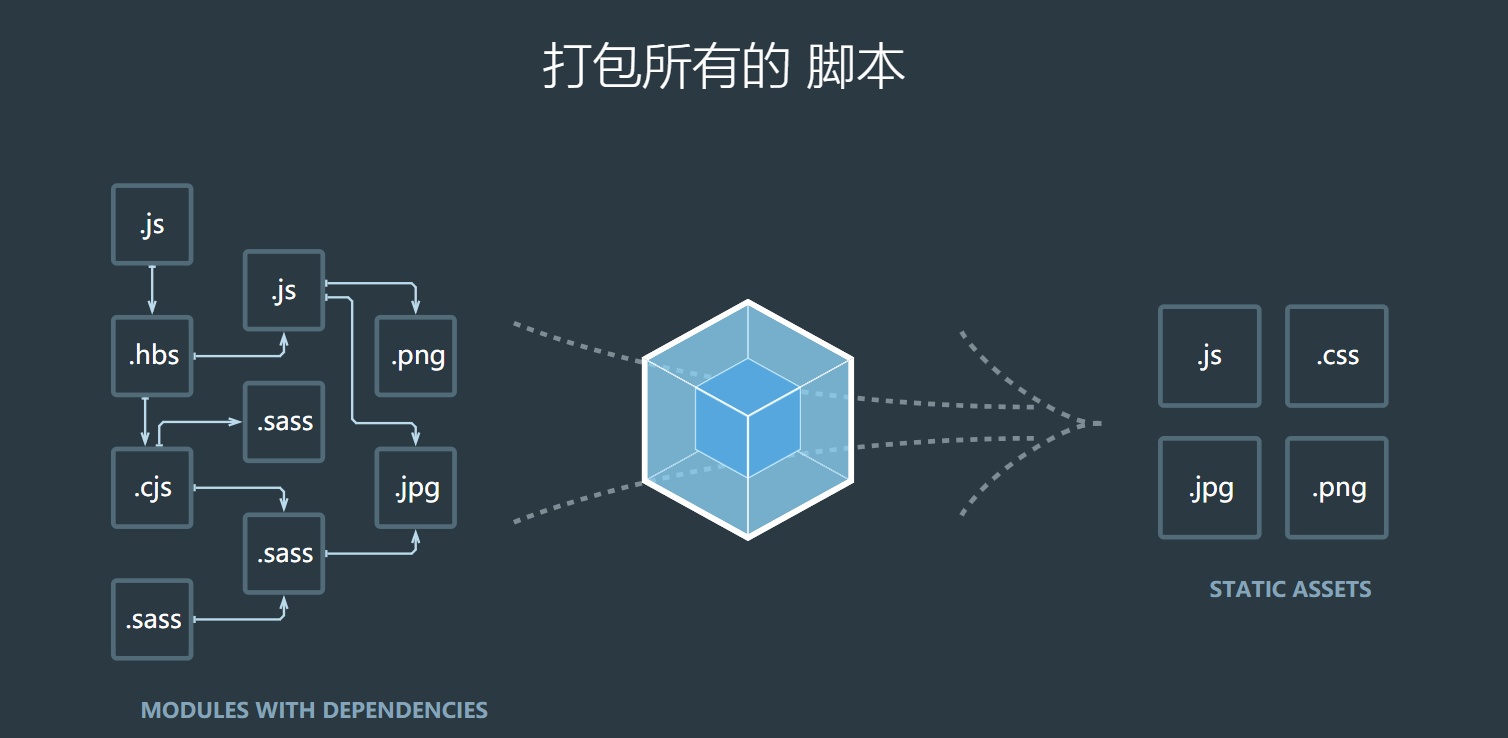 打包所有的 脚本
.js
.js
.hbs
.png
.sass
.cjs
.jpg
.sass
.sass
MODULES WITH DEPENDENCIES
.js
.css
.jpg
.png
STATIC ASSETS